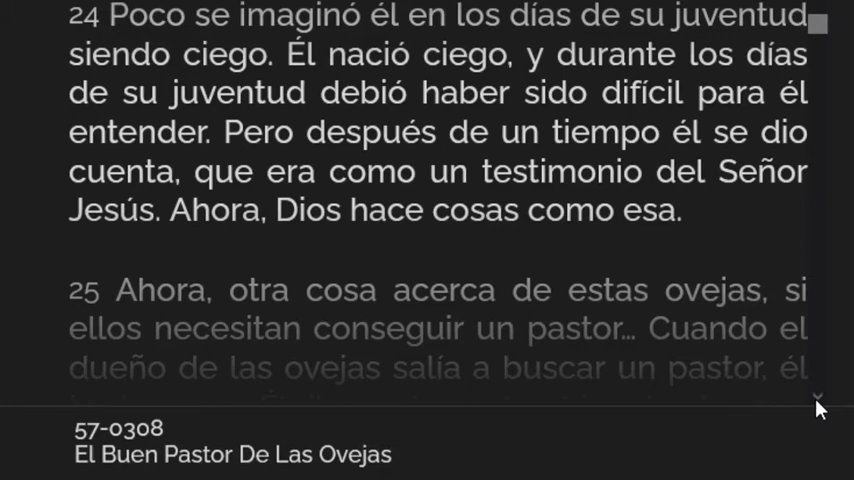 24 Poco se imaginó él en los días de su juventud
siendo ciego. Él nació ciego, y durante los días
de su juventud debió haber sido difícil para él
entender. Pero después de un tiempo él se dio
cuenta, que era como un testimonio del Señor
Jesús. Ahora, Dios hace cosas como esa.
25 Ahora, otra cosa acerca de estas ovejas, si
ellos necesitan conseguir un pastor... Cuando el
dueño de las ovejas salía a buscar un pastor, él
57-0308
El Buen Pastor De Las Ovejas